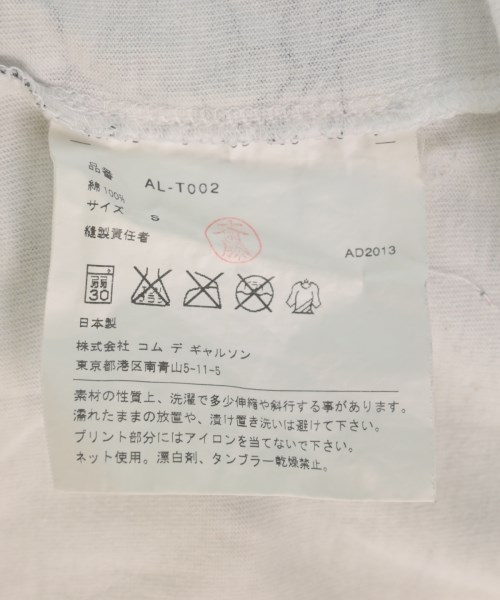 品番 AL-T002
綿 100%
サイズ S
縫製責任者
AD2013
弱
30
日本製
株式会社 コム デ ギャルソン
東京都港区南青山5-11-5
素材の性質上、洗濯で多少伸縮や斜行する事があります。
濡れたままの放置や、漬け置き洗いは避けて下さい。
プリント部分にはアイロンを当てないで下さい。
ネット使用。漂白剤、タンブラー乾燥禁止。